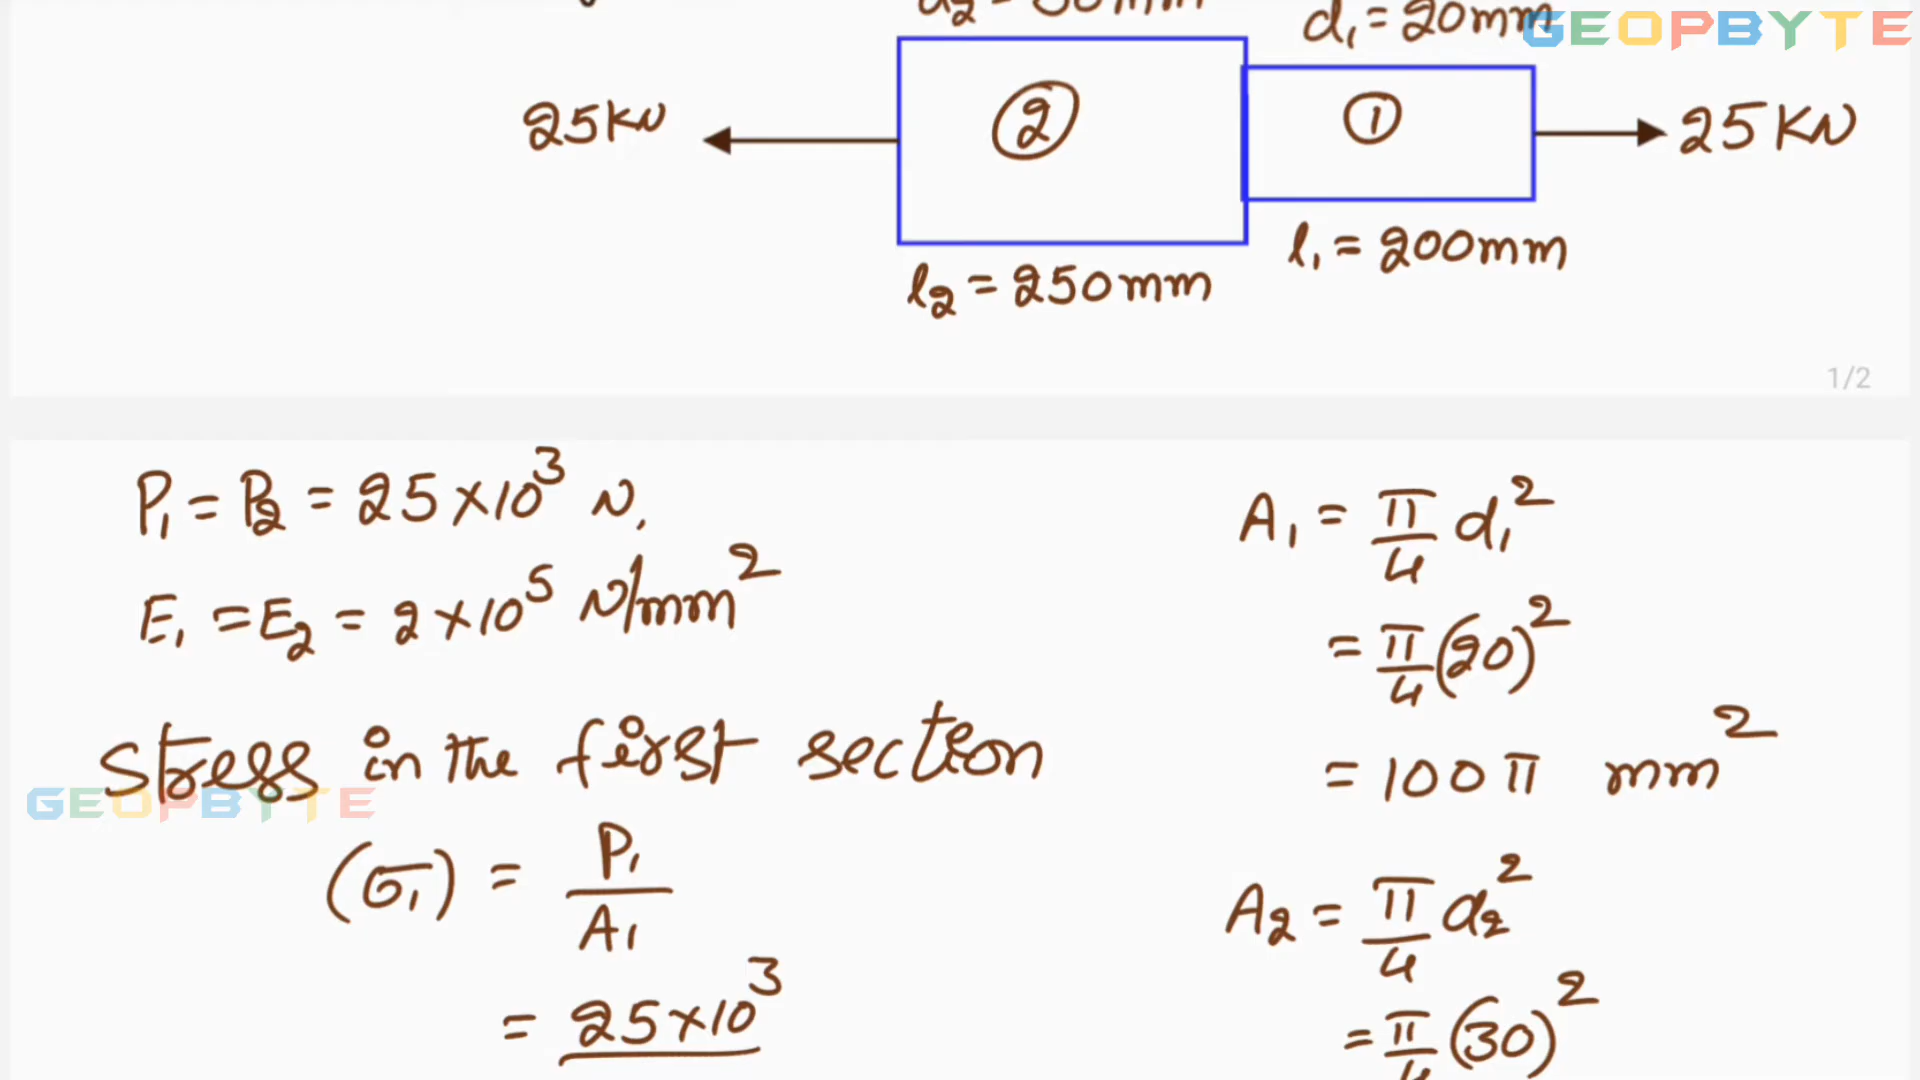 d₂ = 30mm
d₁ = 20mm
GEOPBYTE
25KN
2
1
25KN
l₁ = 200mm
l₂ = 250mm
1/2
P₁ = P₂ = 25×10³ N.
E₁ = E₂ = 2×10⁵ N/mm²
Stress in the first section
GEOPBYTE
(σ₁) = P₁/A₁
= 25×10³
A₁ = π/4 d₁²
= π/4 (20)²
= 100π mm²
A₂ = π/4 d₂²
= π/4 (30)²